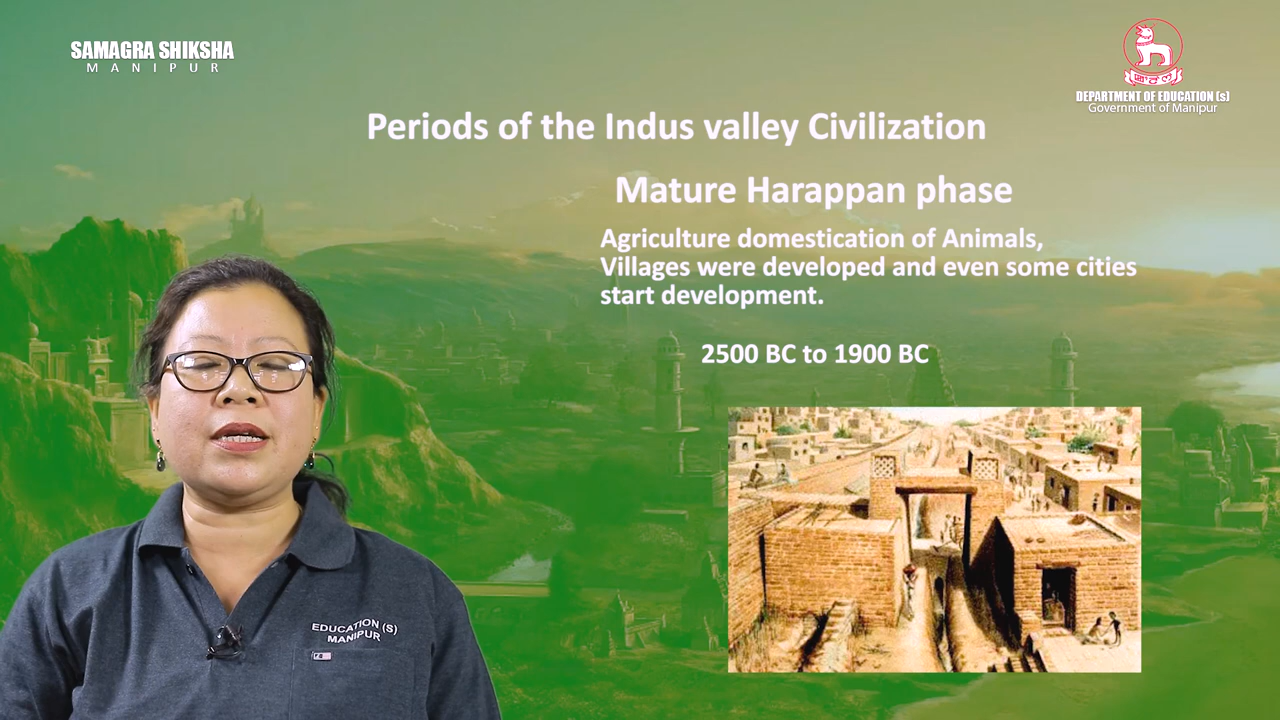 SAMAGRA SHIKSHA
MANIPUR
DEPARTMENT OF EDUCATION (s)
Government of Manipur
Periods of the Indus valley Civilization
Mature Harappan phase
Agriculture domestication of Animals,
Villages were developed and even some cities
start development.
2500 BC to 1900 BC
EDUCATION (S)
MANIPUR